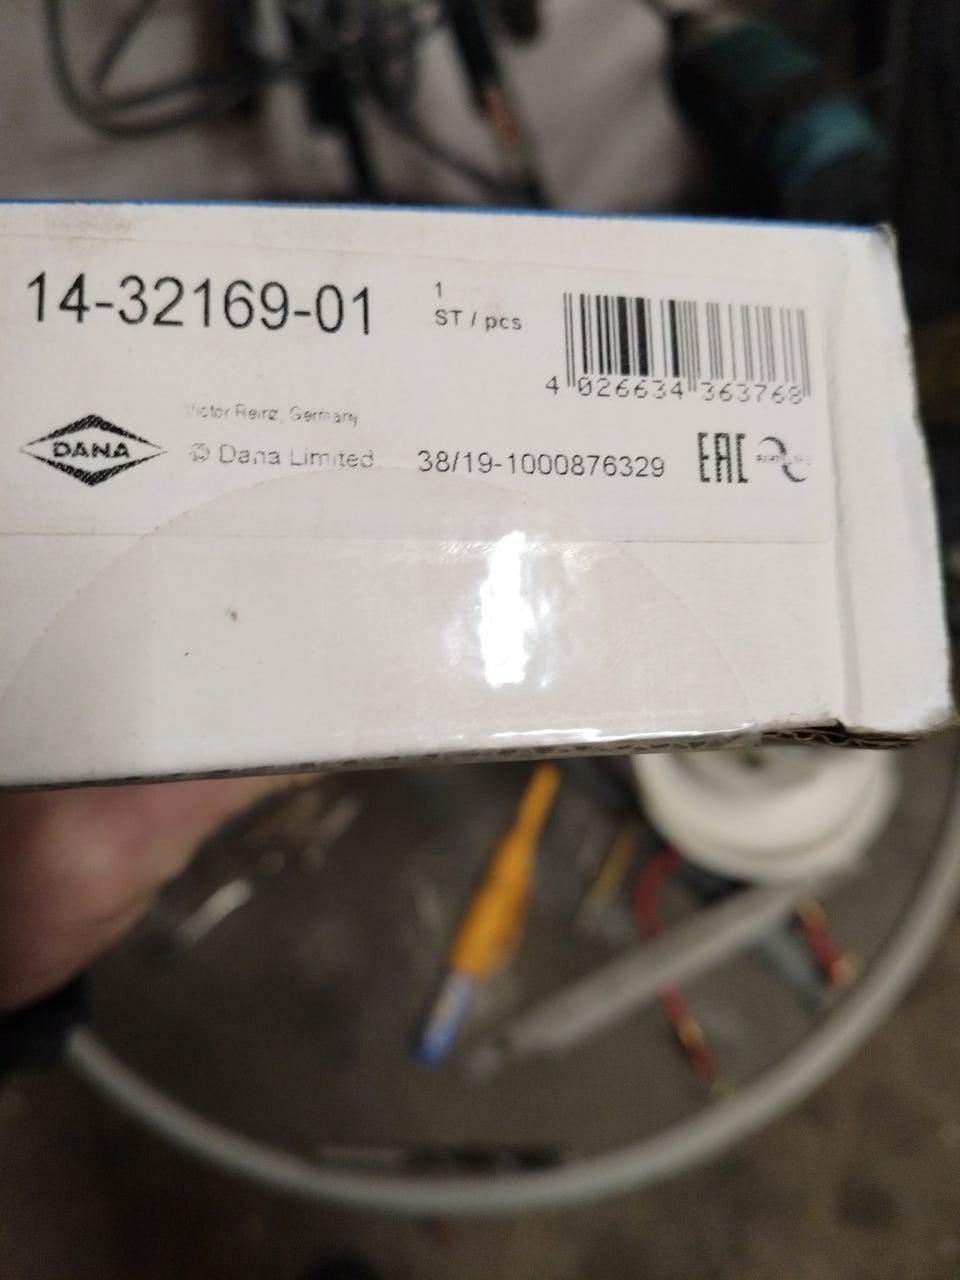 14-32169-01
1
ST / pcs
4 026634 363768
Victor Reinz, Germany
DANA
© Dana Limited
38/19-1000876329
EAC